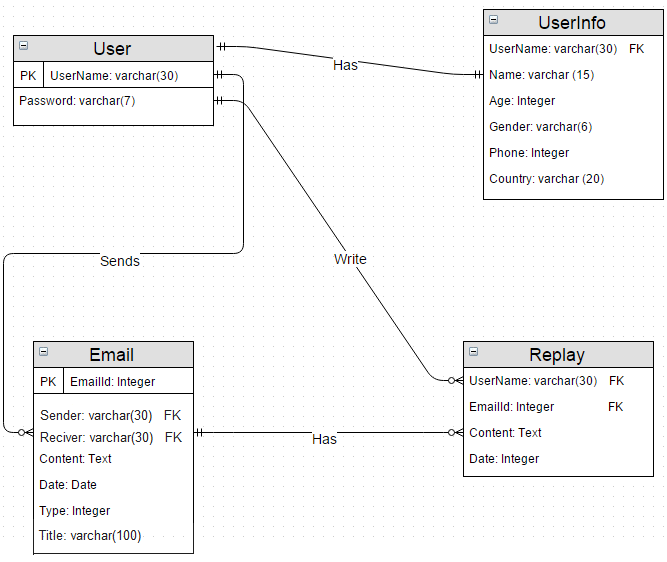 User
PK UserName: varchar(30)
Password: varchar(7)
Has
UserInfo
UserName: varchar(30) FK
Name: varchar (15)
Age: Integer
Gender: varchar(6)
Phone: Integer
Country: varchar (20)
Sends
Write
Email
PK EmailId: Integer
Sender: varchar(30) FK
Reciver: varchar(30) FK
Content: Text
Date: Date
Type: Integer
Title: varchar(100)
Has
Replay
UserName: varchar(30) FK
EmailId: Integer FK
Content: Text
Date: Integer